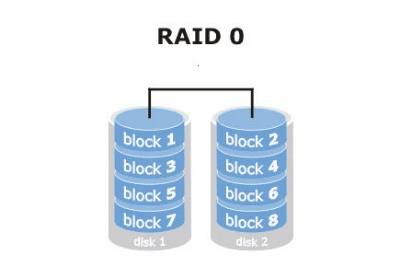 RAID 0
block 1
block 2
block 3
block 4
block 5
block 6
block 7
block 8
disk 1
disk 2